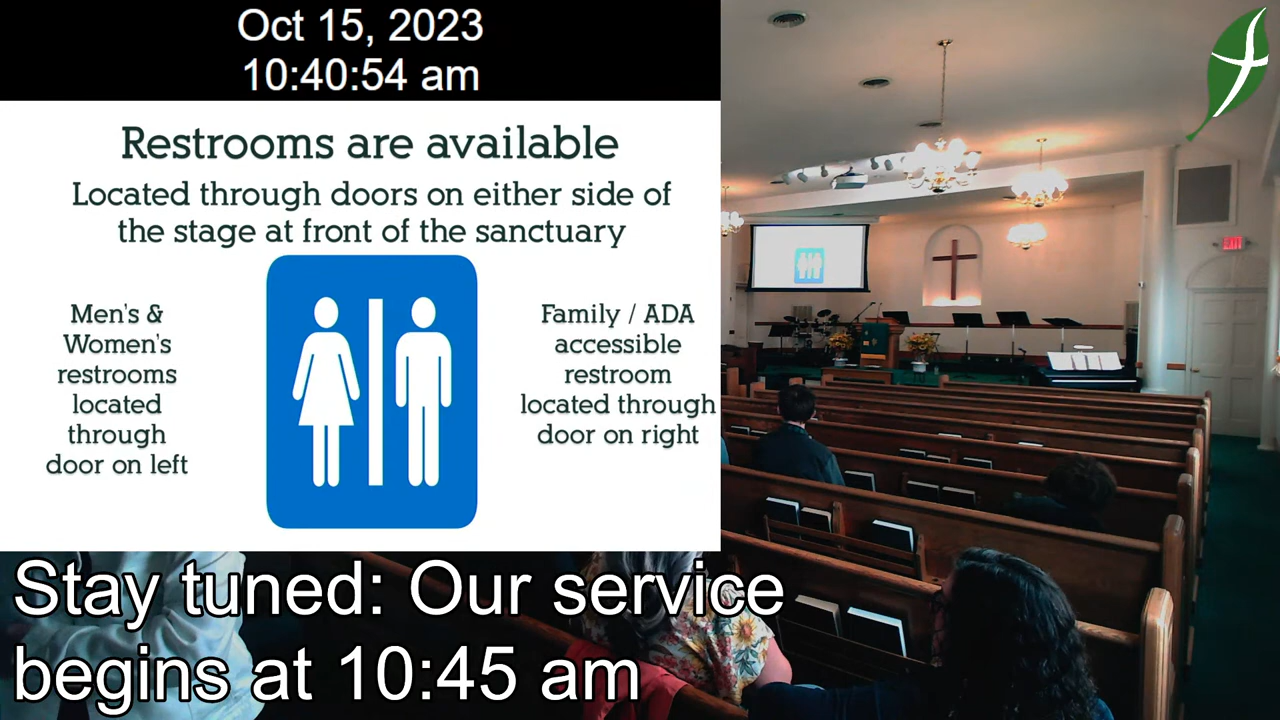 Oct 15, 2023
10:40:54 am
Restrooms are available
Located through doors on either side of
the stage at front of the sanctuary
Men's &
Women's
restrooms
located
through
door on left
Family / ADA
accessible
restroom
located through
door on right
Stay tuned: Our service
begins at 10:45 am